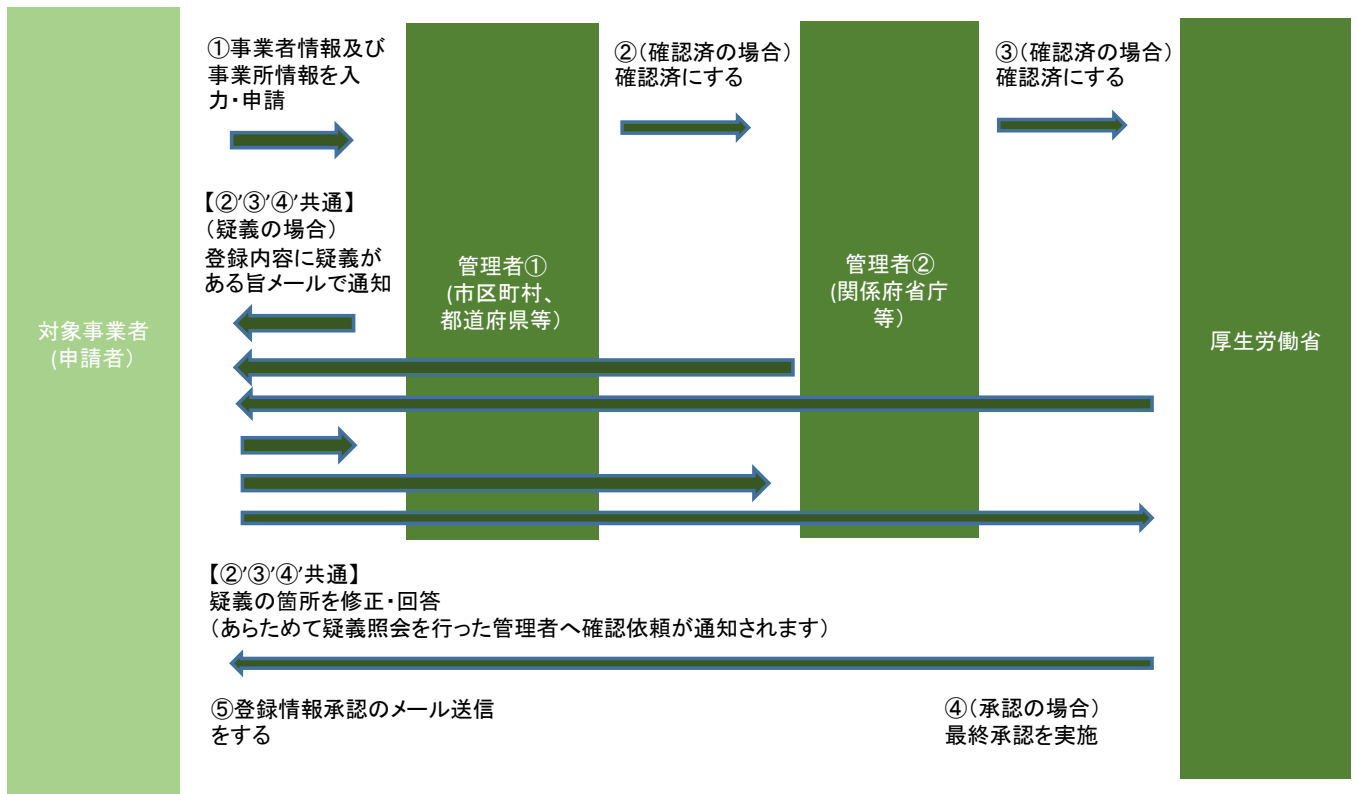 ①事業者情報及び
事業所情報を入
力・申請
②(確認済の場合)
確認済にする
③(確認済の場合)
確認済にする
【②’③’④’共通】
(疑義の場合)
登録内容に疑義が
ある旨メールで通知
対象事業者
(申請者)
管理者①
(市区町村、
都道府県等)
管理者②
(関係府省庁
等)
厚生労働省
【②’③’④’共通】
疑義の箇所を修正・回答
(あらためて疑義照会を行った管理者へ確認依頼が通知されます)
⑤登録情報承認のメール送信
をする
④(承認の場合)
最終承認を実施